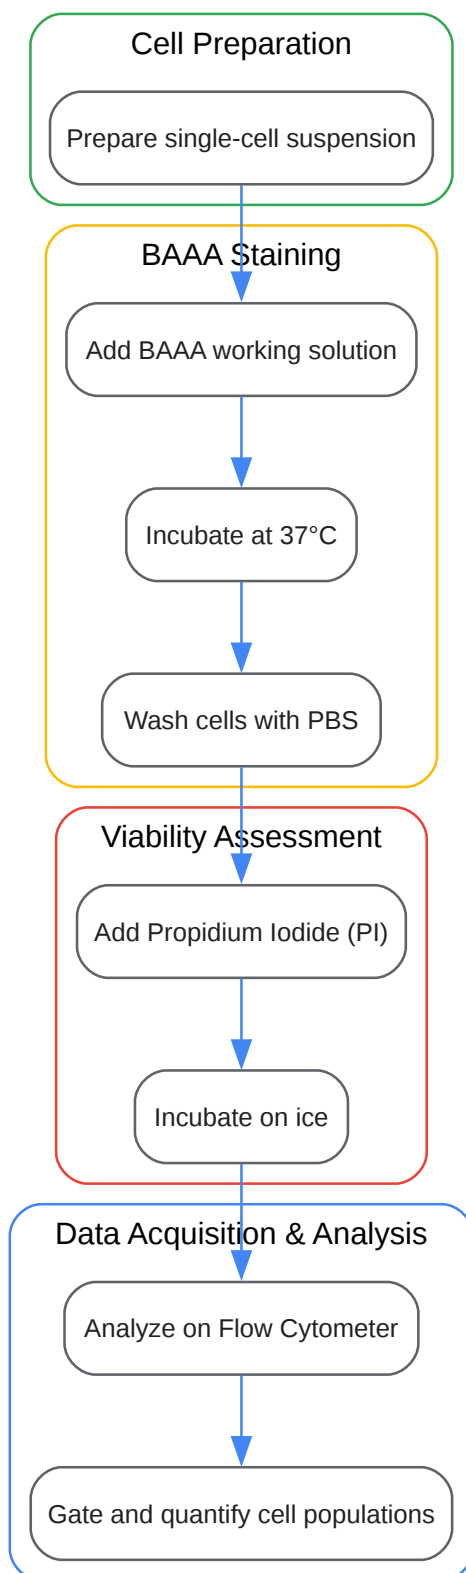 Cell Preparation
Prepare single-cell suspension
BAAA Staining
Add BAAA working solution
Incubate at 37°C
Wash cells with PBS
Viability Assessment
Add Propidium Iodide (PI)
Incubate on ice
Data Acquisition & Analysis
Analyze on Flow Cytometer
Gate and quantify cell populations